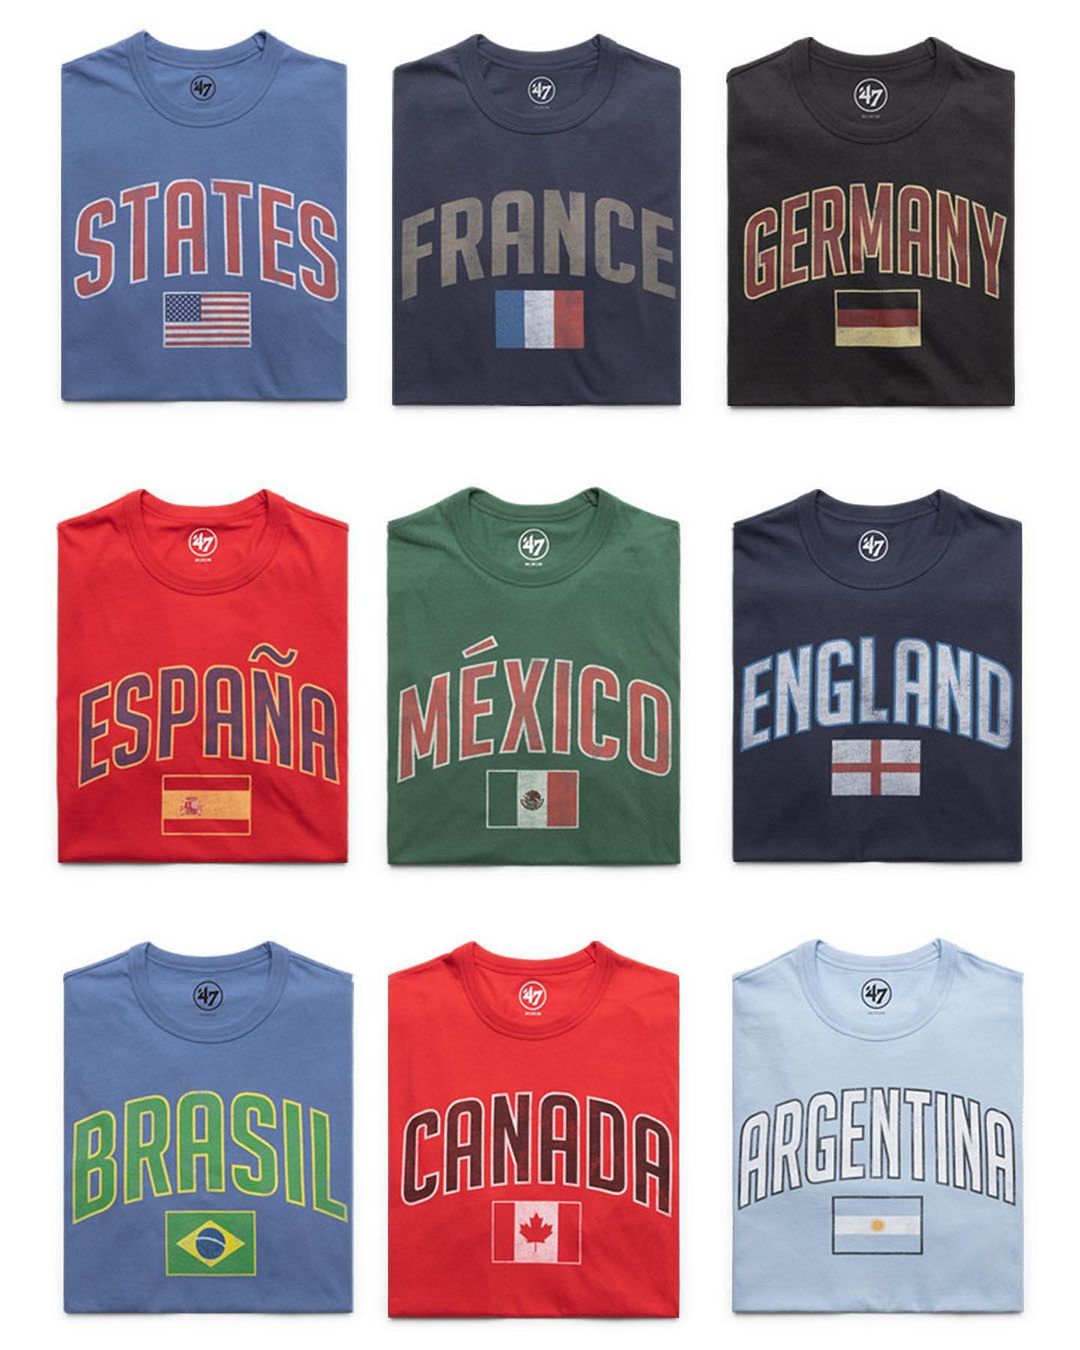 '47
STATES
'47
FRANCE
'47
GERMANY
'47
ESPAÑA
'47
MÉXICO
'47
ENGLAND
'47
BRASIL
'47
CANADA
'47
ARGENTINA